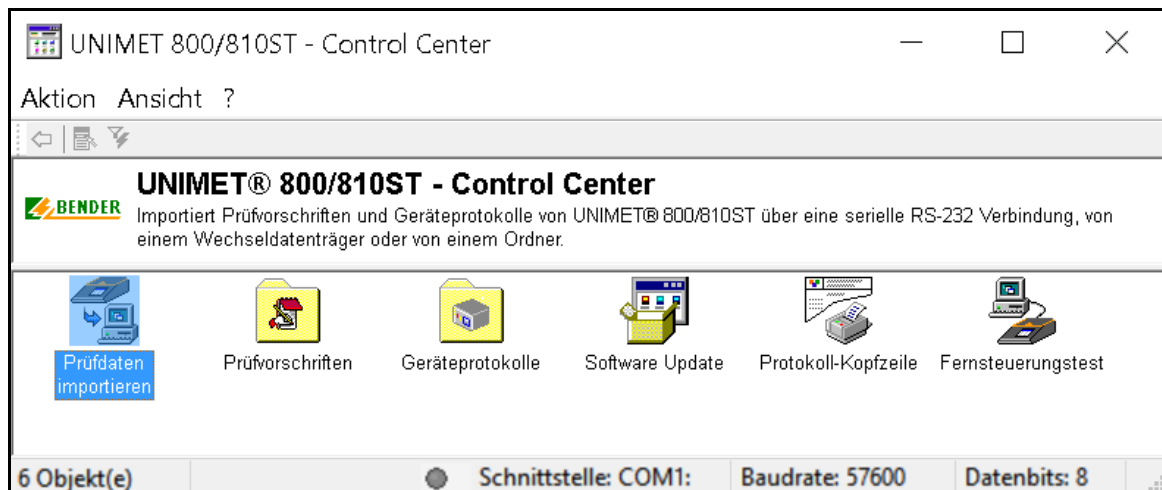 UNIMET 800/810ST - Control Center
Aktion Ansicht ?
UNIMET® 800/810ST - Control Center
BENDER
Importiert Prüfvorschriften und Geräteprotokolle von UNIMET® 800/810ST über eine serielle RS-232 Verbindung, von
einem Wechseldatenträger oder von einem Ordner.
Prüfdaten
importieren
Prüfvorschriften
Geräteprotokolle
Software Update
Protokoll-Kopfzeile
Fernsteuerungstest
6 Objekt(e)
Schnittstelle: COM1:
Baudrate: 57600
Datenbits: 8